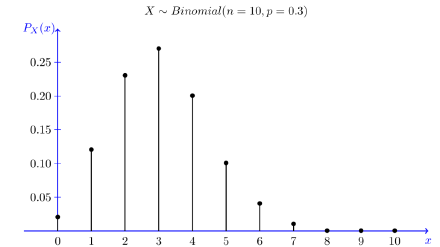 X ∼ Binomial(n = 10, p = 0.3)
P_X(x)
0.25
0.20
0.15
0.10
0.05
0 1 2 3 4 5 6 7 8 9 10 x